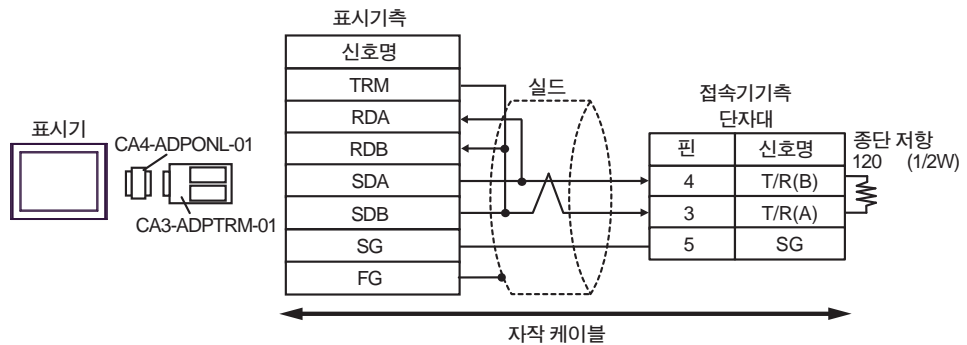 표시기
CA4-ADPONL-01
CA3-ADPTRM-01
표시기측
신호명
TRM
RDA
RDB
SDA
SDB
SG
FG
실드
접속기기측
단자대
핀 신호명
4 T/R(B)
3 T/R(A)
5 SG
종단 저항
120 (1/2W)
자작 케이블